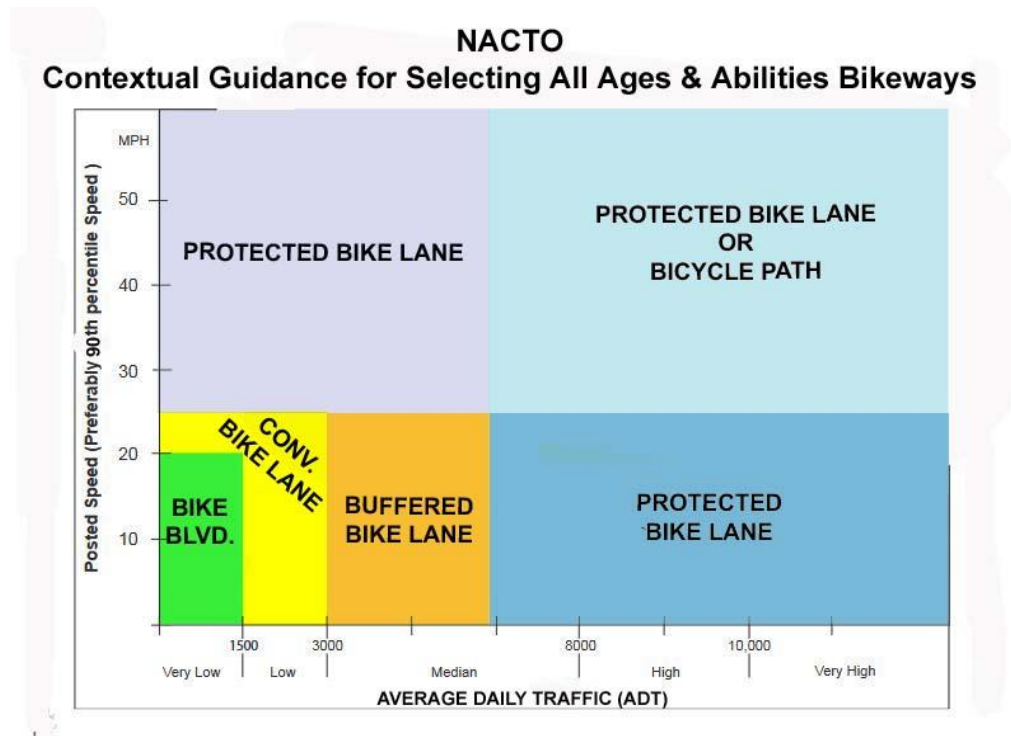 NACTO
Contextual Guidance for Selecting All Ages & Abilities Bikeways
MPH
Posted Speed (Preferably 90th percentile Speed )
50
40
30
20
10
PROTECTED BIKE LANE
PROTECTED BIKE LANE
OR
BICYCLE PATH
CONV.
BIKE LANE
BIKE
BLVD.
BUFFERED
BIKE LANE
PROTECTED
BIKE LANE
1500
3000
8000
10,000
Very Low
Low
Median
High
Very High
AVERAGE DAILY TRAFFIC (ADT)